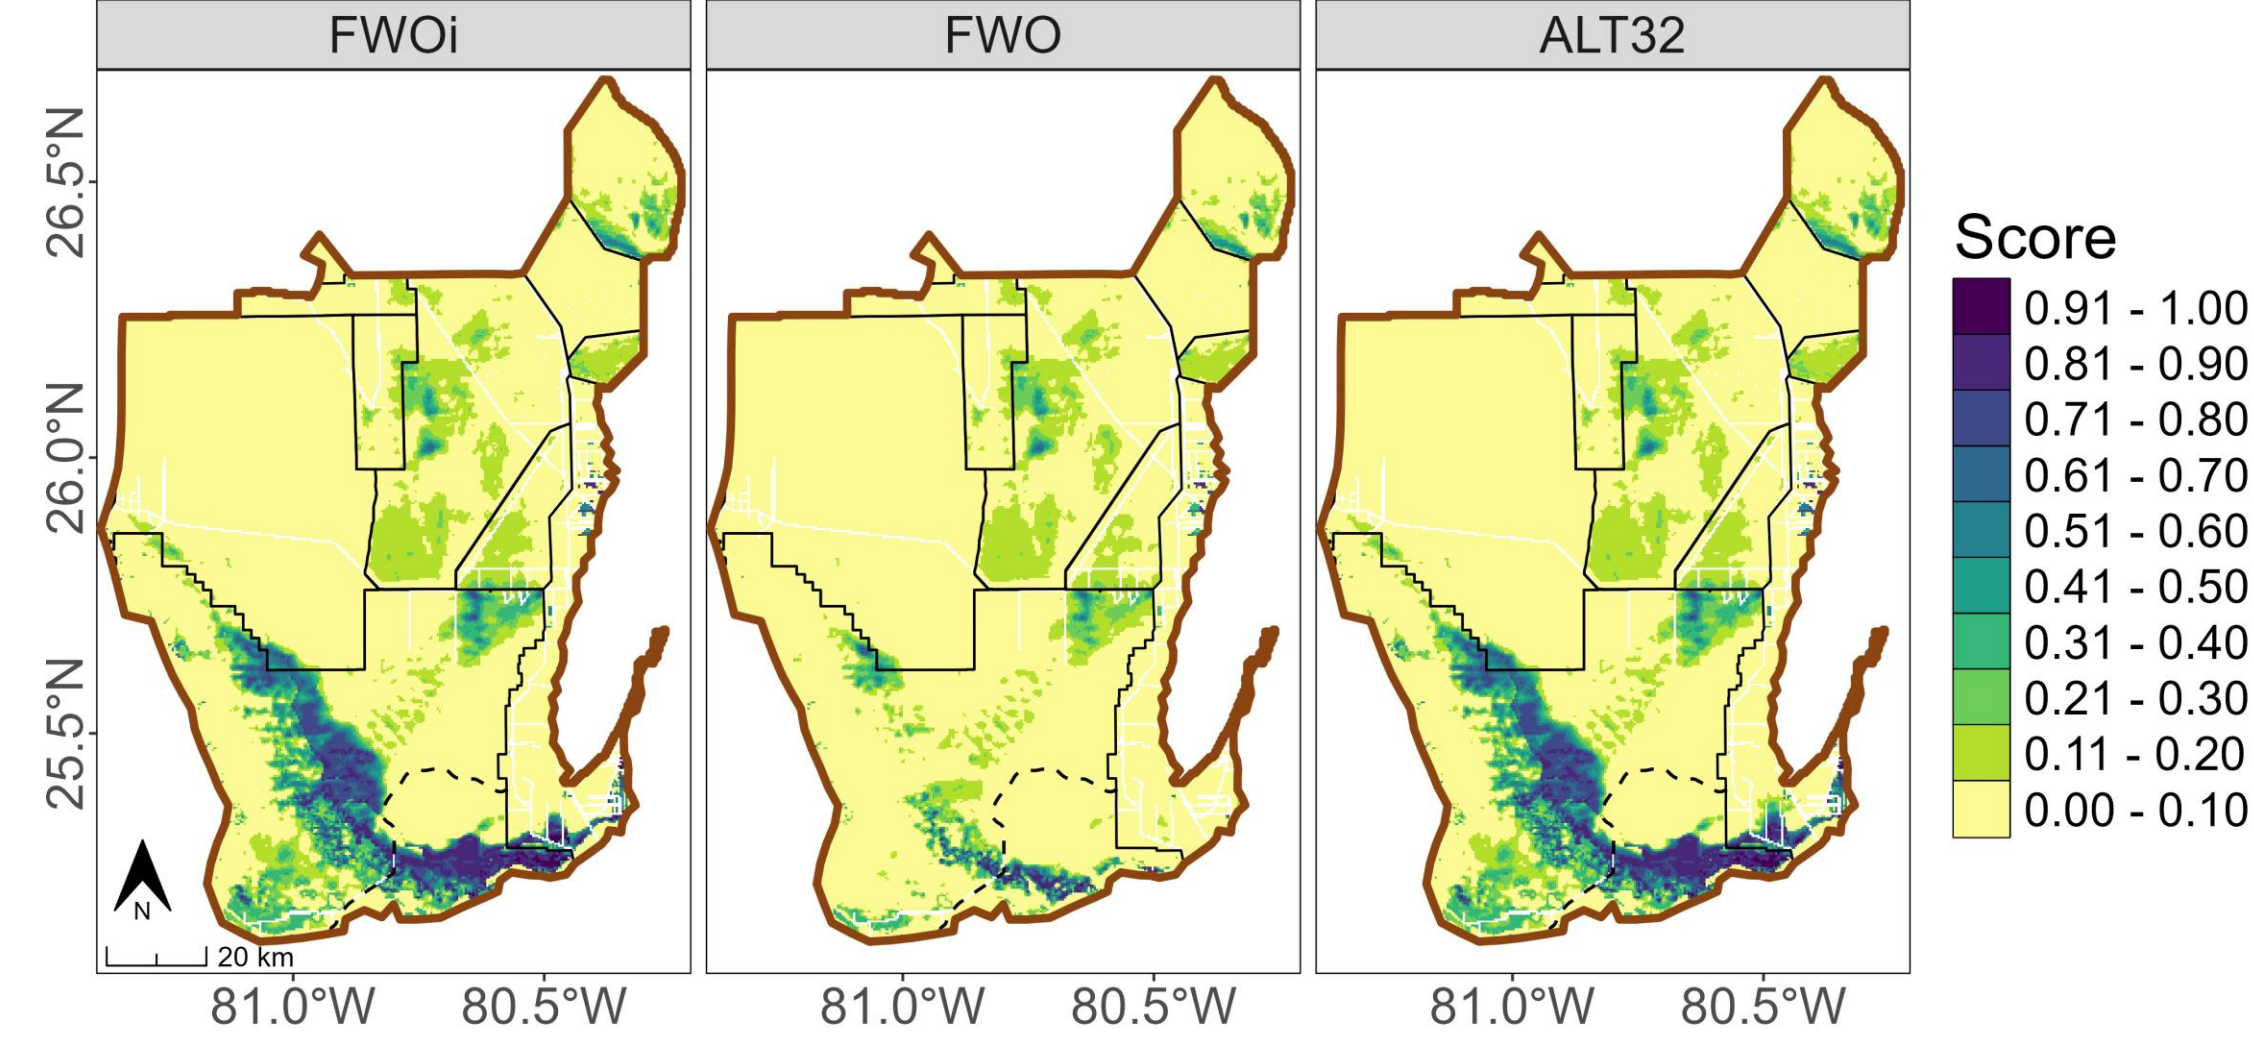 FWOi FWO ALT32
26.5°N
26.0°N
25.5°N
Score
0.91 - 1.00
0.81 - 0.90
0.71 - 0.80
0.61 - 0.70
0.51 - 0.60
0.41 - 0.50
0.31 - 0.40
0.21 - 0.30
0.11 - 0.20
0.00 - 0.10
N
20 km
81.0°W 80.5°W 81.0°W 80.5°W 81.0°W 80.5°W